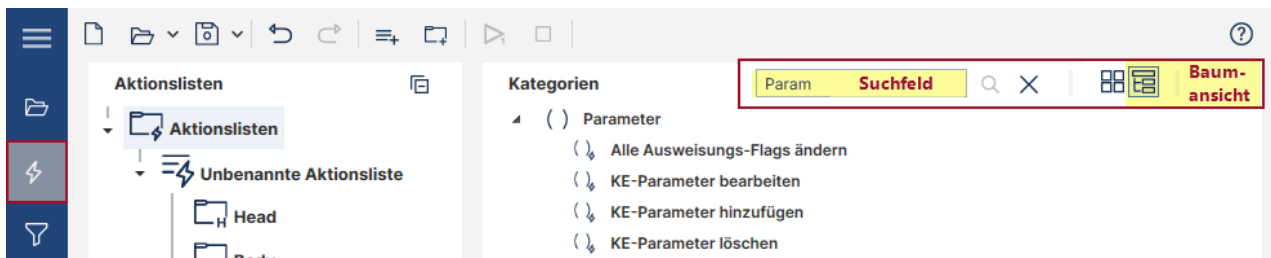 Aktionslisten
Aktionslisten
Unbenannte Aktionsliste
Head
Body
Kategorien
Param
Suchfeld
Baum-
ansicht
Parameter
Alle Ausweisungs-Flags ändern
KE-Parameter bearbeiten
KE-Parameter hinzufügen
KE-Parameter löschen